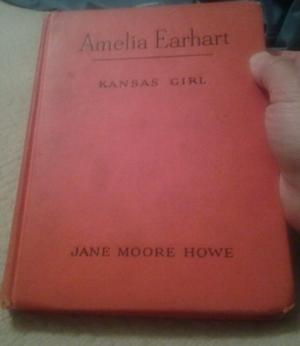 Amelia Earhart
KANSAS GIRL
JANE MOORE HOWE